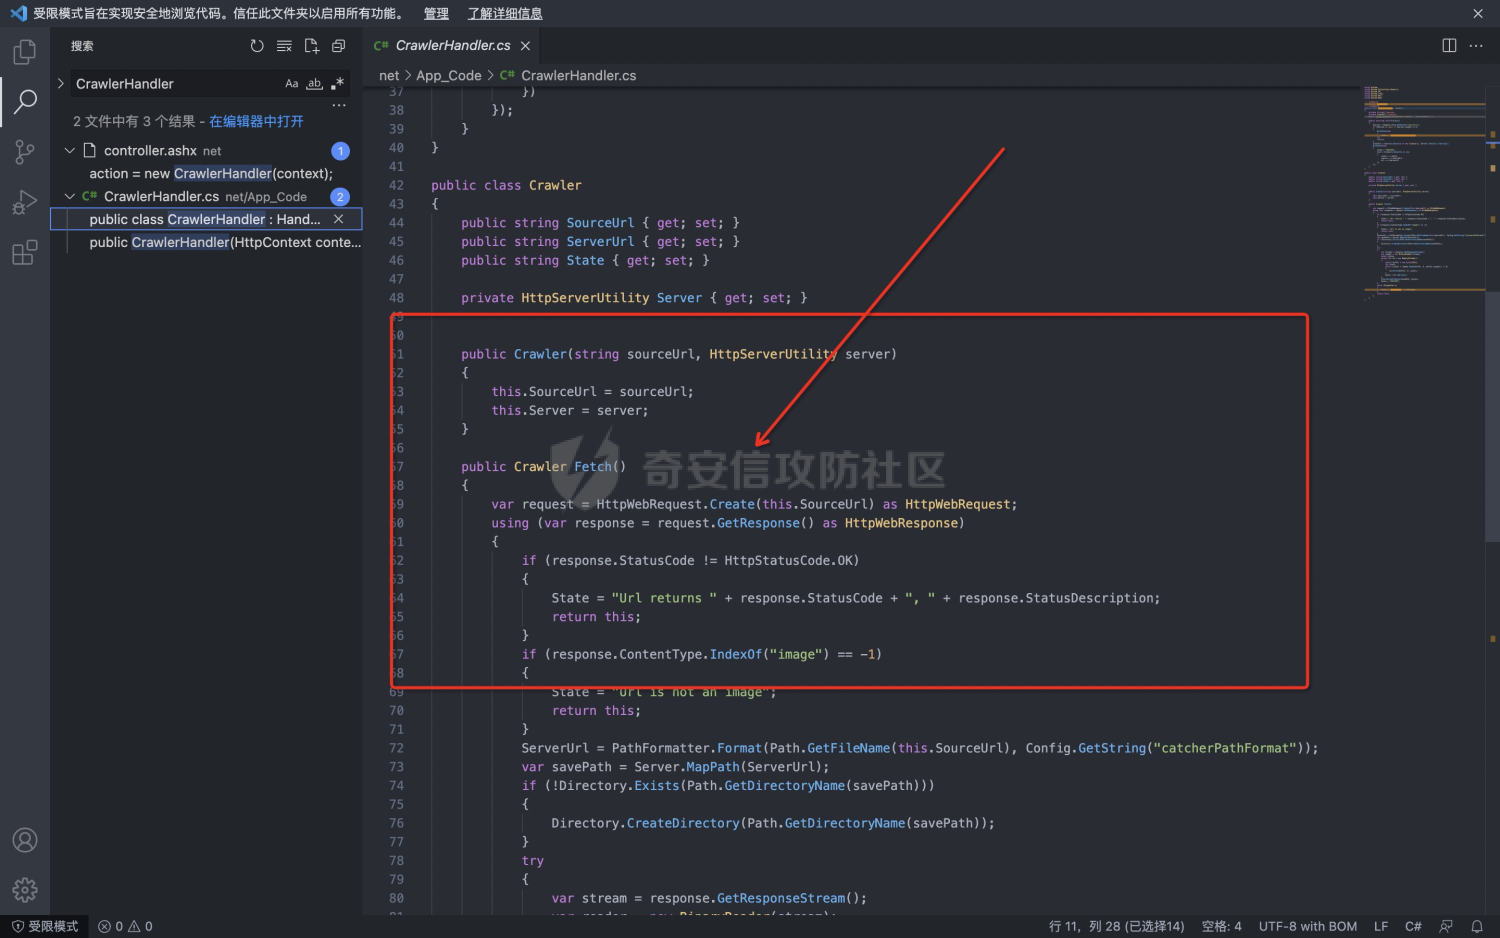 受限模式旨在实现安全地浏览代码。信任此文件夹以启用所有功能。 管理 了解详细信息
搜索
CrawlerHandler
Aa ab .*
2 文件中有 3 个结果 - 在编辑器中打开
controller.ashx net 1
action = new CrawlerHandler(context);
CrawlerHandler.cs net/App_Code 2
public class CrawlerHandler : Hand...
public CrawlerHandler(HttpContext conte...
C# CrawlerHandler.cs
net > App_Code > C# CrawlerHandler.cs
37 })
38 });
39 }
40 }
41
42 public class Crawler
43 {
44 public string SourceUrl { get; set; }
45 public string ServerUrl { get; set; }
46 public string State { get; set; }
47
48 private HttpServerUtility Server { get; set; }
49
50
51 public Crawler(string sourceUrl, HttpServerUtility server)
52 {
53 this.SourceUrl = sourceUrl;
54 this.Server = server;
55 }
56
57 public Crawler Fetch()
58 {
59 var request = HttpWebRequest.Create(this.SourceUrl) as HttpWebRequest;
60 using (var response = request.GetResponse() as HttpWebResponse)
61 {
62 if (response.StatusCode != HttpStatusCode.OK)
63 {
64 State = "Url returns " + response.StatusCode + ", " + response.StatusDescription;
65 return this;
66 }
67 if (response.ContentType.IndexOf("image") == -1)
68 {
69 State = "Url is not an image";
70 return this;
71 }
72 ServerUrl = PathFormatter.Format(Path.GetFileName(this.SourceUrl), Config.GetString("catcherPathFormat"));
73 var savePath = Server.MapPath(ServerUrl);
74 if (!Directory.Exists(Path.GetDirectoryName(savePath)))
75 {
76 Directory.CreateDirectory(Path.GetDirectoryName(savePath));
77 }
78 try
79 {
80 var stream = response.GetResponseStream();
奇安信攻防社区
受限模式 0 0
行 11，列 28 (已选择14) 空格: 4 UTF-8 with BOM LF C#